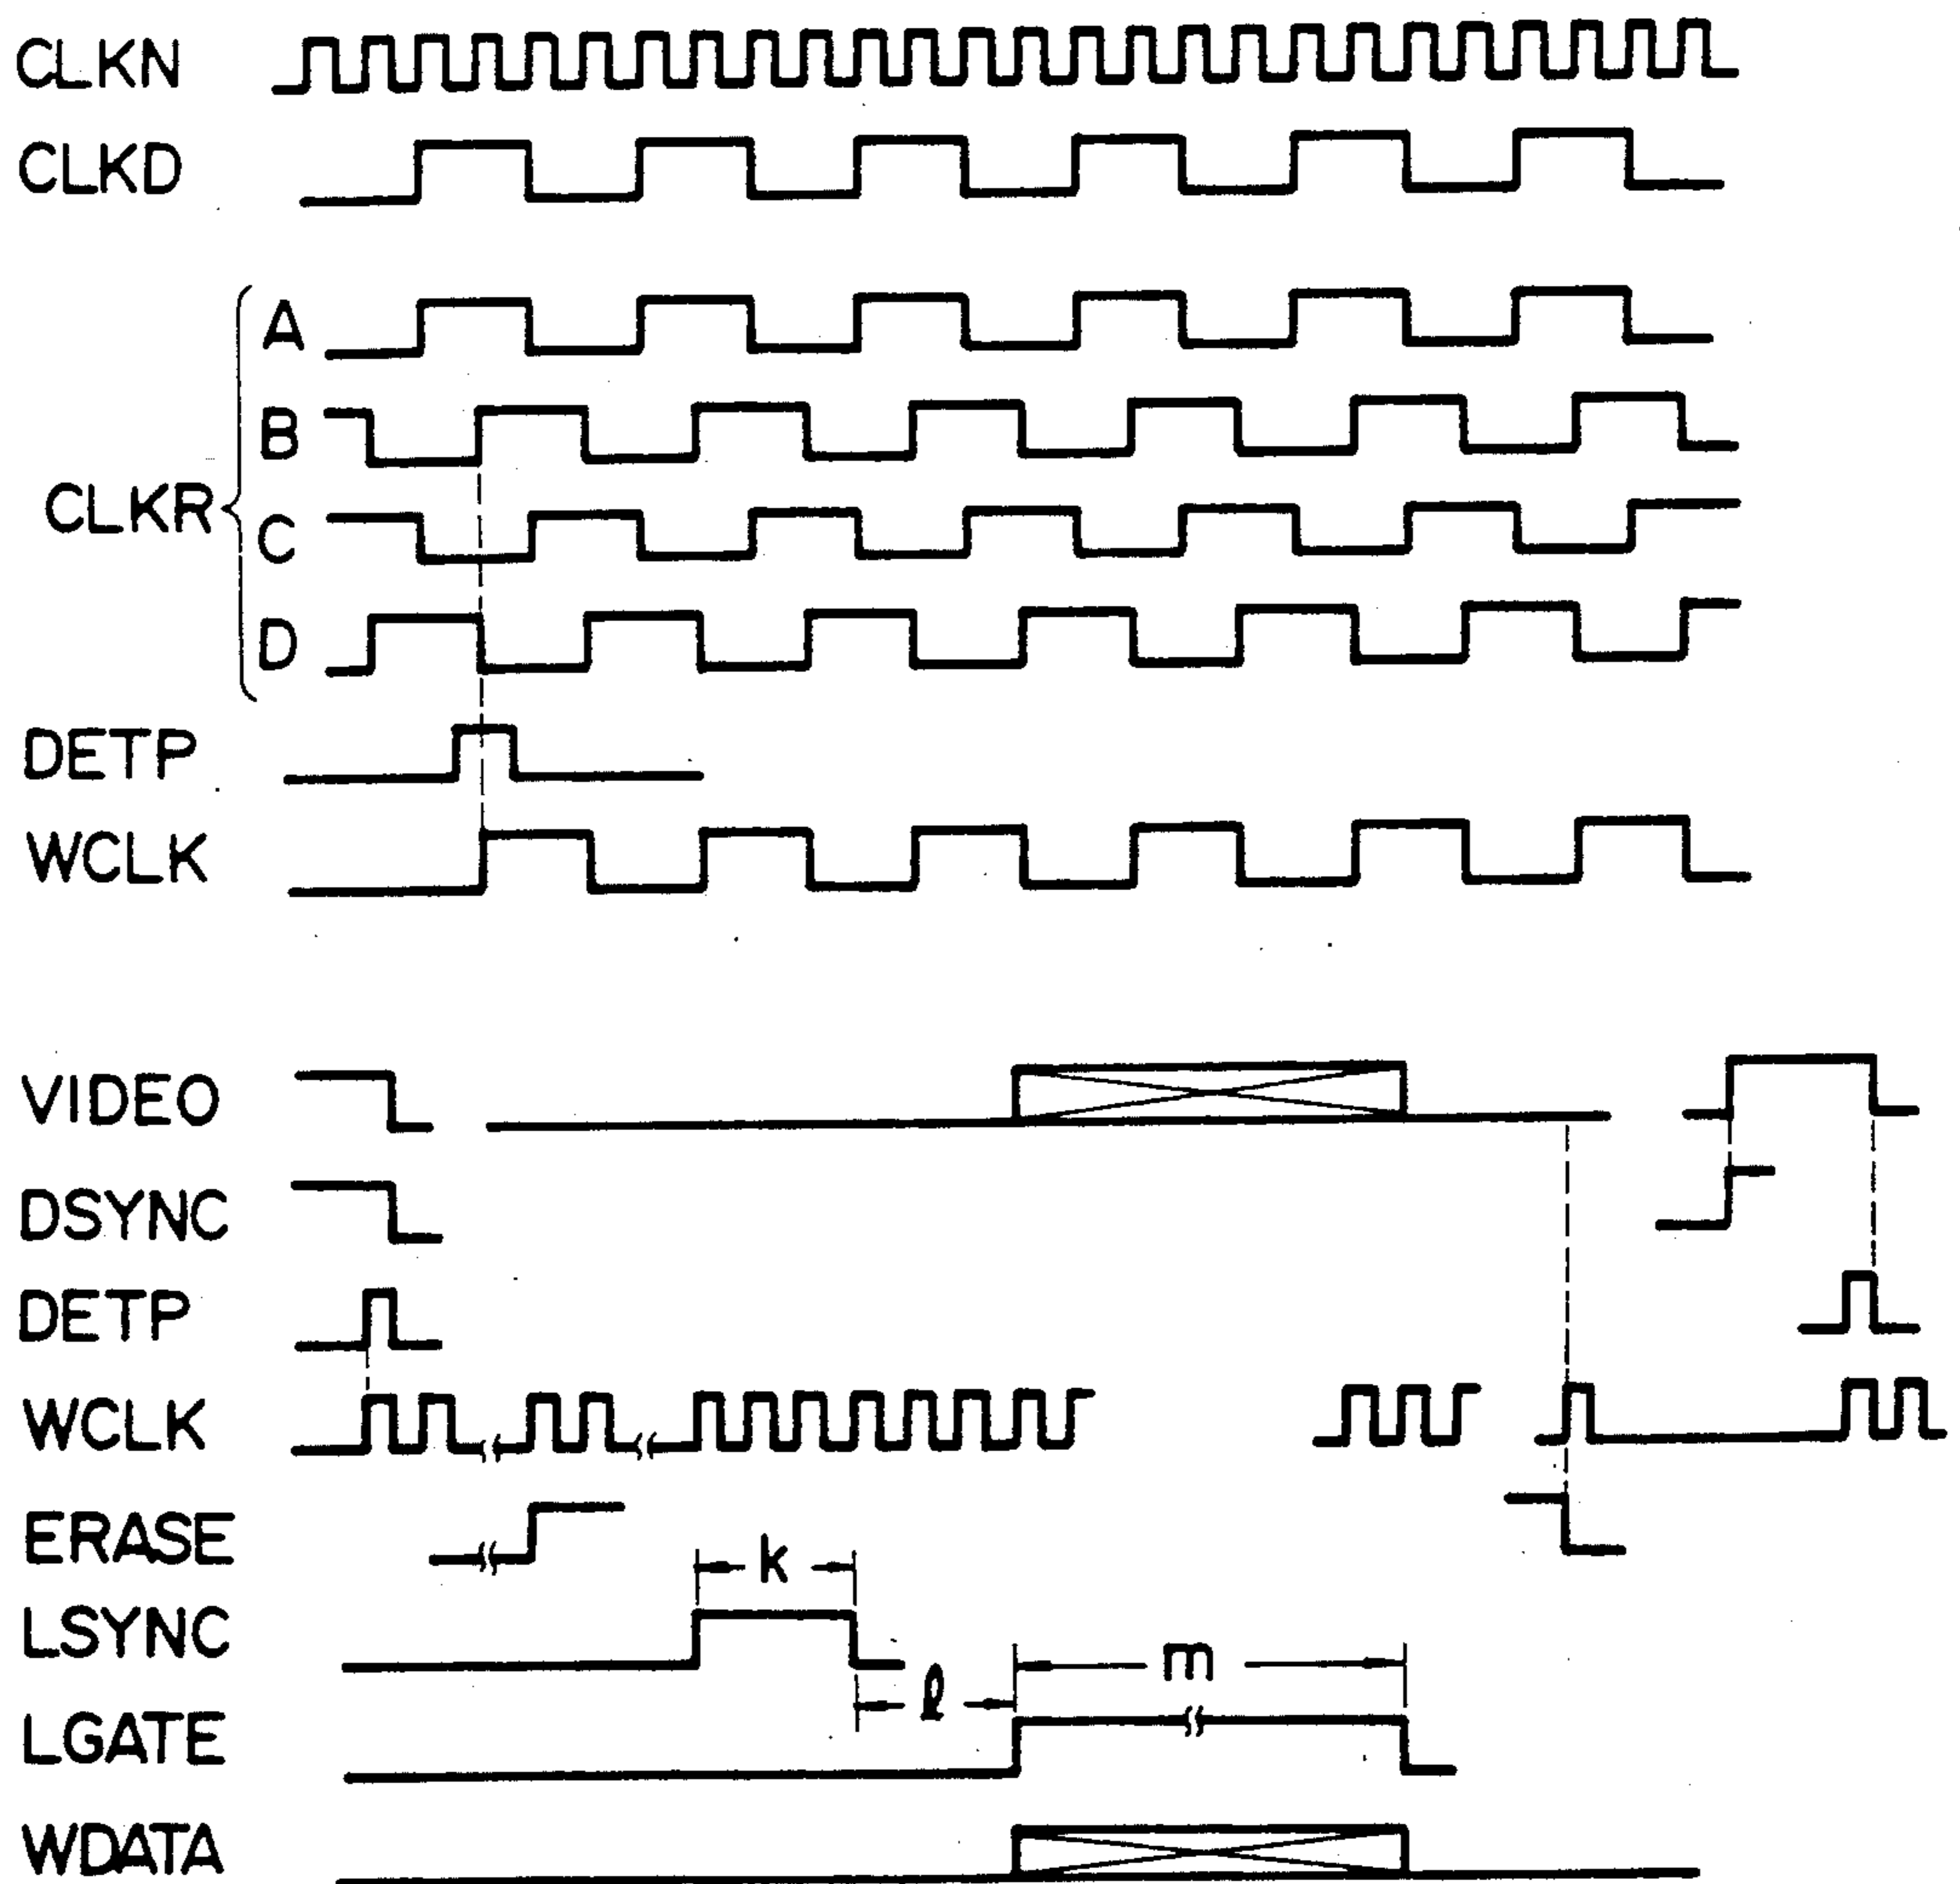 CLKN
CLKD
CLKR
A
B
C
D
DETP
WCLK
VIDEO
DSYNC
DETP
WCLK
ERASE
k
LSYNC
m
ℓ
LGATE
WDATA